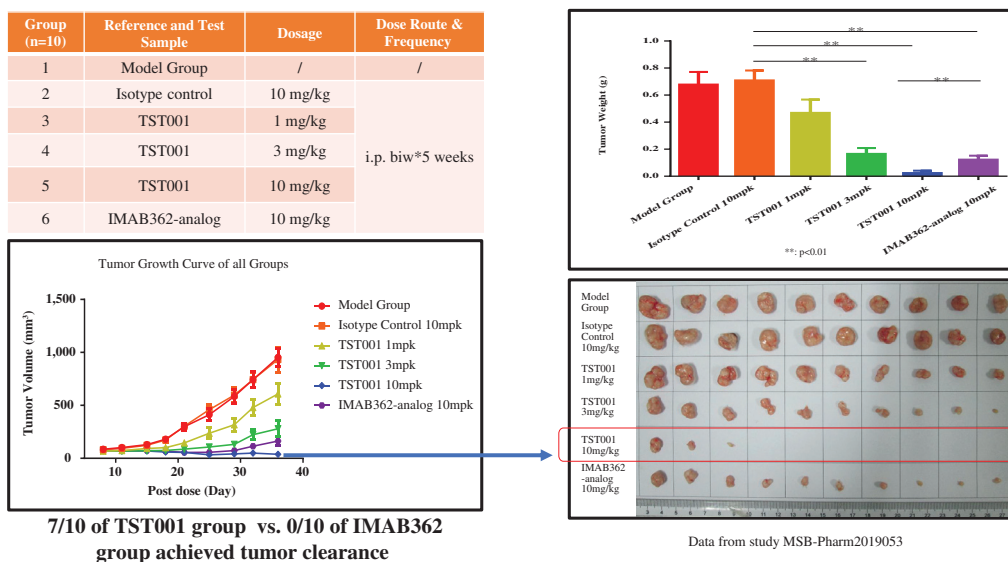 Group (n=10) Reference and Test Sample Dosage Dose Route & Frequency
1 Model Group / /
2 Isotype control 10 mg/kg
3 TST001 1 mg/kg
4 TST001 3 mg/kg
i.p. biw*5 weeks
5 TST001 10 mg/kg
6 IMAB362-analog 10 mg/kg
Tumor Weight (g)
1.0
0.8
0.6
0.4
0.2
0.0
**
**
**
**
Model Group
Isotype Control 10mpk
TST001 1mpk
TST001 3mpk
TST001 10mpk
IMAB362-analog 10mpk
**: p<0.01
Tumor Growth Curve of all Groups
Tumor Volume (mm³)
1,500
1,000
500
0
0 10 20 30 40
Post dose (Day)
Model Group
Isotype Control 10mpk
TST001 1mpk
TST001 3mpk
TST001 10mpk
IMAB362-analog 10mpk
7/10 of TST001 group vs. 0/10 of IMAB362
group achieved tumor clearance
Model
Group
Isotype
Control
10mg/kg
TST001
1mg/kg
TST001
3mg/kg
TST001
10mg/kg
IMAB362
-analog
10mg/kg
Data from study MSB-Pharm2019053